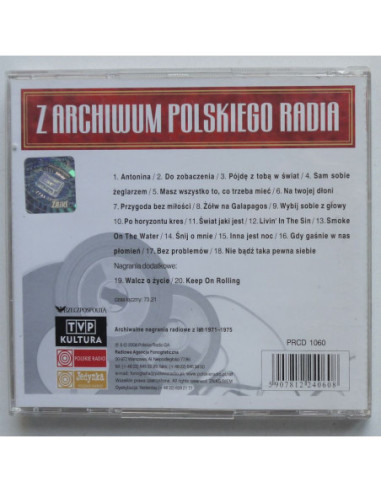 Z ARCHIWUM POLSKIEGO RADIA
1. Antonina / 2. Do zobaczenia / 3. Pójdę z tobą w świat / 4. Sam sobie
żeglarzem / 5. Masz wszystko to, co trzeba mieć / 6. Na twojej dłoni
7. Przygoda bez miłości / 8. Żółw na Galapagos / 9. Wybij sobie z głowy
10. Po horyzontu kres / 11. Świat jaki jest / 12. Livin' In The Sin / 13. Smoke
On The Water / 14. Śnij o mnie / 15. Inna jest noc / 16. Gdy gaśnie w nas
płomień / 17. Bez problemów / 18. Nie bądź taka pewna siebie
Nagrania dodatkowe:
19. Walcz o życie / 20. Keep On Rolling
RZECZPOSPOLITA
TVP
KULTURA
POLSKIE RADIO
Jedynka
Archiwalne nagrania radiowe z lat 1971-1975
PRCD 1060
5907812240608